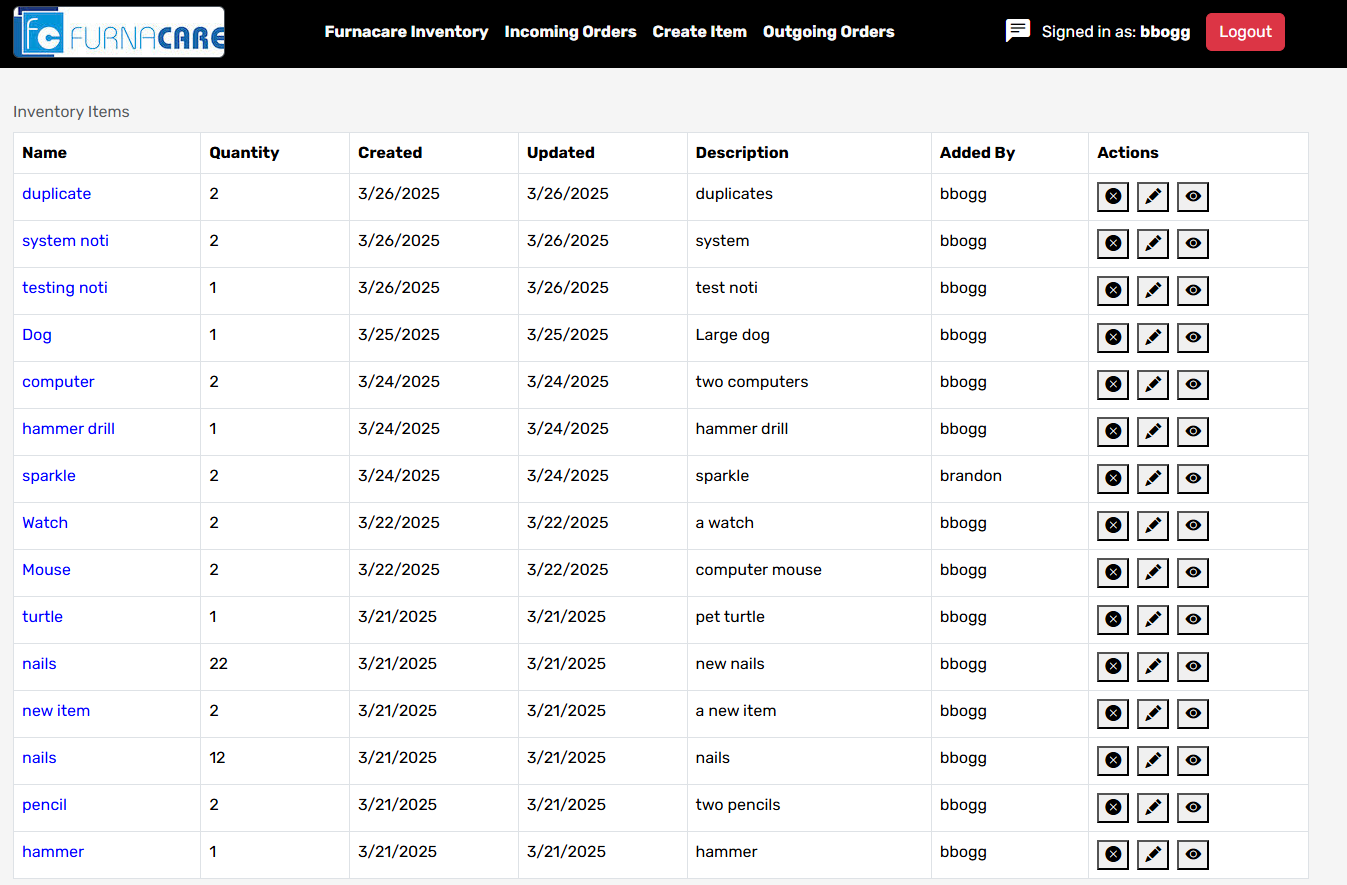 fc FURNACARE Furnacare Inventory Incoming Orders Create Item Outgoing Orders Signed in as: bbogg Logout
Inventory Items
Name Quantity Created Updated Description Added By Actions
duplicate 2 3/26/2025 3/26/2025 duplicates bbogg
system noti 2 3/26/2025 3/26/2025 system bbogg
testing noti 1 3/26/2025 3/26/2025 test noti bbogg
Dog 1 3/25/2025 3/25/2025 Large dog bbogg
computer 2 3/24/2025 3/24/2025 two computers bbogg
hammer drill 1 3/24/2025 3/24/2025 hammer drill bbogg
sparkle 2 3/24/2025 3/24/2025 sparkle brandon
Watch 2 3/22/2025 3/22/2025 a watch bbogg
Mouse 2 3/22/2025 3/22/2025 computer mouse bbogg
turtle 1 3/21/2025 3/21/2025 pet turtle bbogg
nails 22 3/21/2025 3/21/2025 new nails bbogg
new item 2 3/21/2025 3/21/2025 a new item bbogg
nails 12 3/21/2025 3/21/2025 nails bbogg
pencil 2 3/21/2025 3/21/2025 two pencils bbogg
hammer 1 3/21/2025 3/21/2025 hammer bbogg